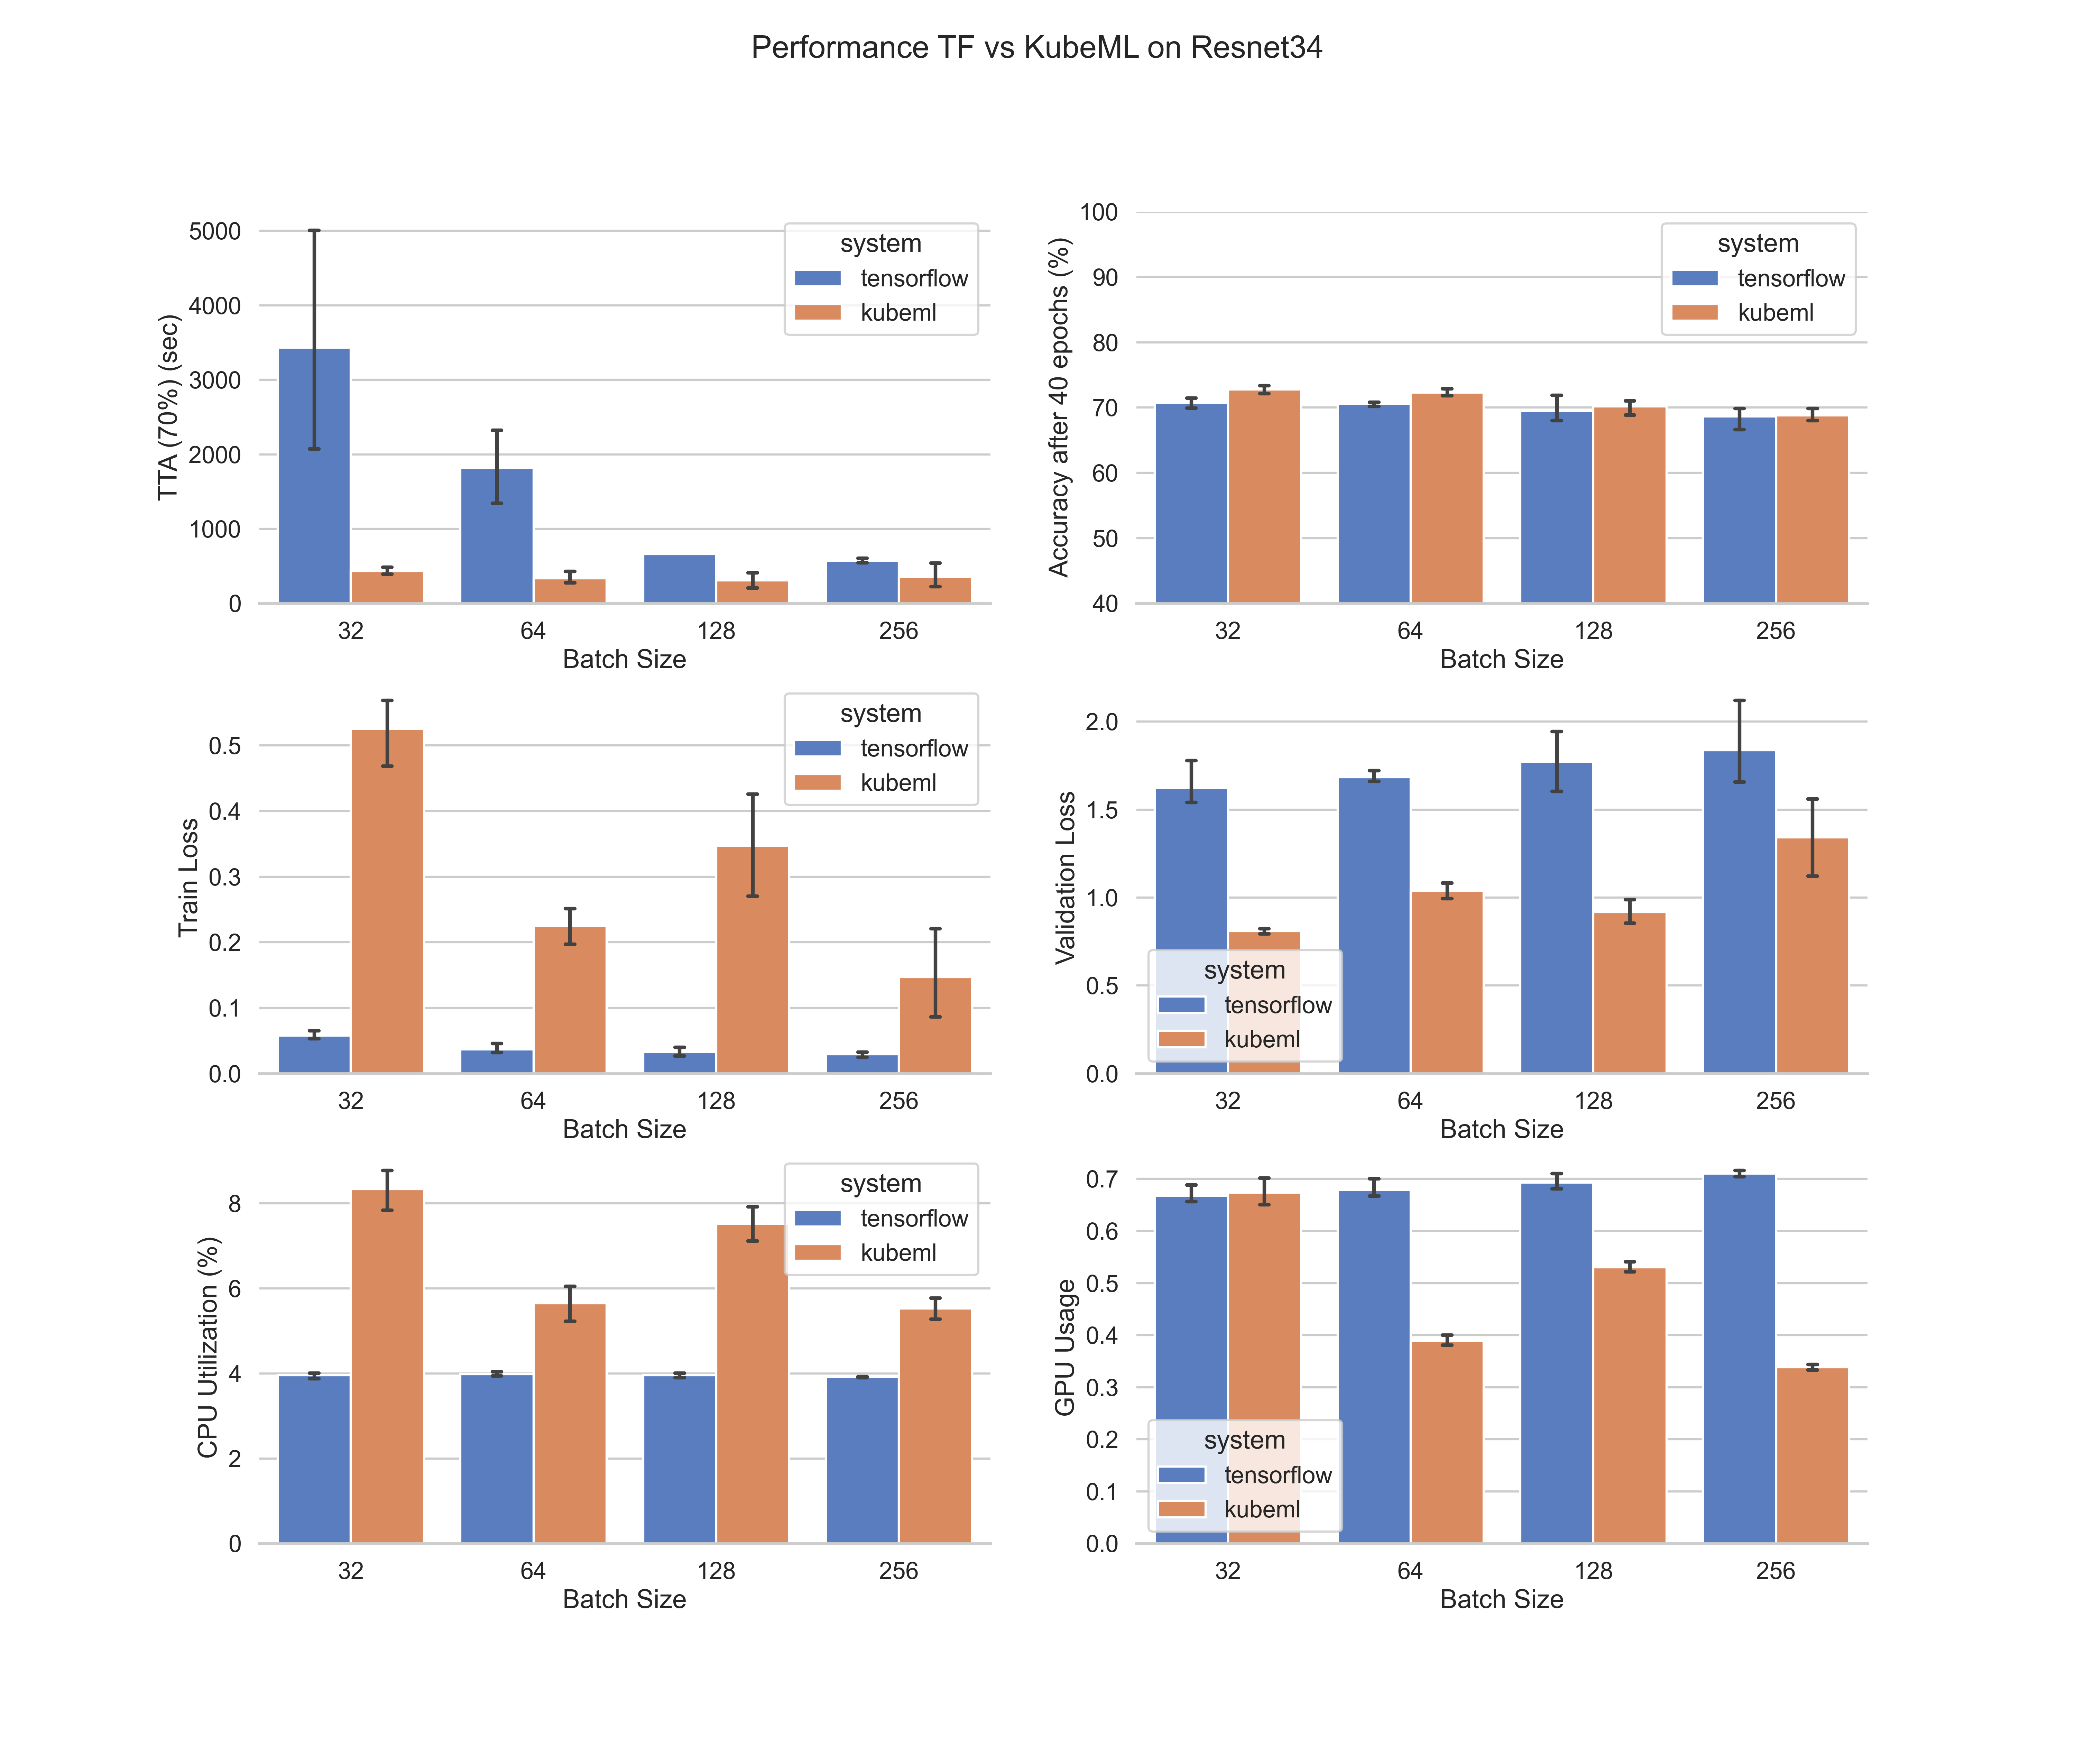 Performance TF vs KubeML on Resnet34
TTA (70%) (sec)
5000
4000
3000
2000
1000
0
system
tensorflow
kubeml
32 64 128 256
Batch Size
Accuracy after 40 epochs (%)
100
90
80
70
60
50
40
system
tensorflow
kubeml
32 64 128 256
Batch Size
Train Loss
0.5
0.4
0.3
0.2
0.1
0.0
system
tensorflow
kubeml
32 64 128 256
Batch Size
Validation Loss
2.0
1.5
1.0
0.5
0.0
system
tensorflow
kubeml
32 64 128 256
Batch Size
CPU Utilization (%)
8
6
4
2
0
system
tensorflow
kubeml
32 64 128 256
Batch Size
GPU Usage
0.7
0.6
0.5
0.4
0.3
0.2
0.1
0.0
system
tensorflow
kubeml
32 64 128 256
Batch Size